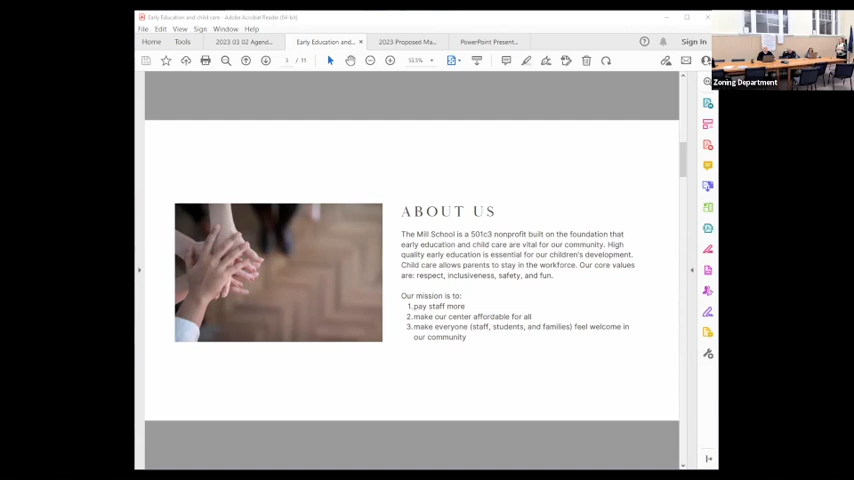 Early Education and child care - Adobe Acrobat Reader (64-bit)
File Edit View Sign Window Help
Home Tools 2023 03 02 Agend... Early Education and... × 2023 Proposed Ma... PowerPoint Present... Sign In
3 / 11 55.5%
Zoning Department
ABOUT US
The Mill School is a 501c3 nonprofit built on the foundation that
early education and child care are vital for our community. High
quality early education is essential for our children's development.
Child care allows parents to stay in the workforce. Our core values
are: respect, inclusiveness, safety, and fun.
Our mission is to:
1. pay staff more
2. make our center affordable for all
3. make everyone (staff, students, and families) feel welcome in
our community